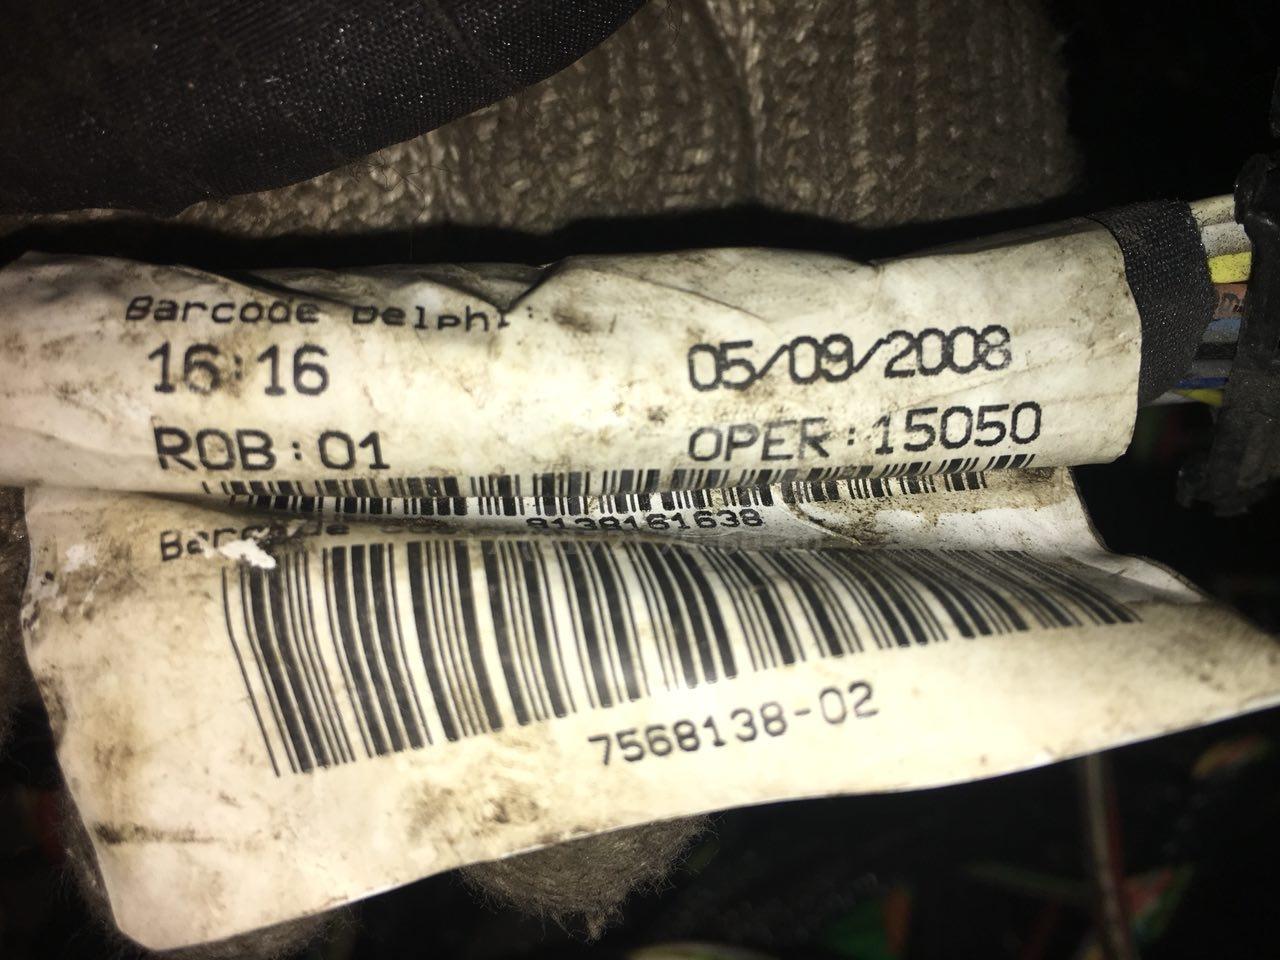 Barcode Delphi:
16:16
05/09/2008
ROB:01
OPER:15050
8138161638
Barcode
7568138-02